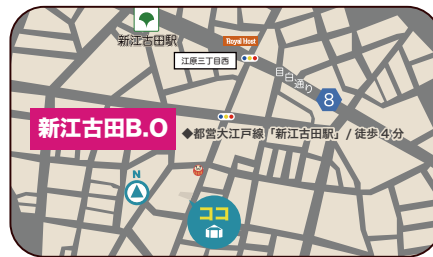 新江古田駅
Royal Host
江原三丁目西
目白通り
8
新江古田B.O
◆都営大江戸線「新江古田駅」/ 徒歩 4 分
N
ココ